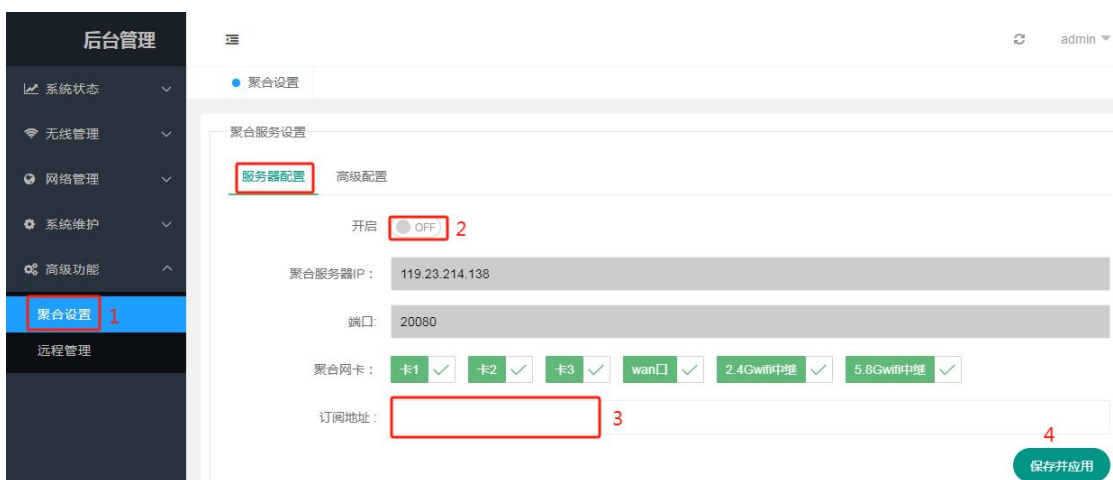 后台管理
admin
系统状态
聚合设置
无线管理
聚合服务设置
网络管理
服务器配置 高级配置
系统维护
开启 OFF 2
高级功能
聚合服务器IP： 119.23.214.138
聚合设置 1
端口: 20080
远程管理
聚合网卡： 卡1 卡2 卡3 wan口 2.4Gwifi中继 5.8Gwifi中继
订阅地址: 3
4
保存并应用